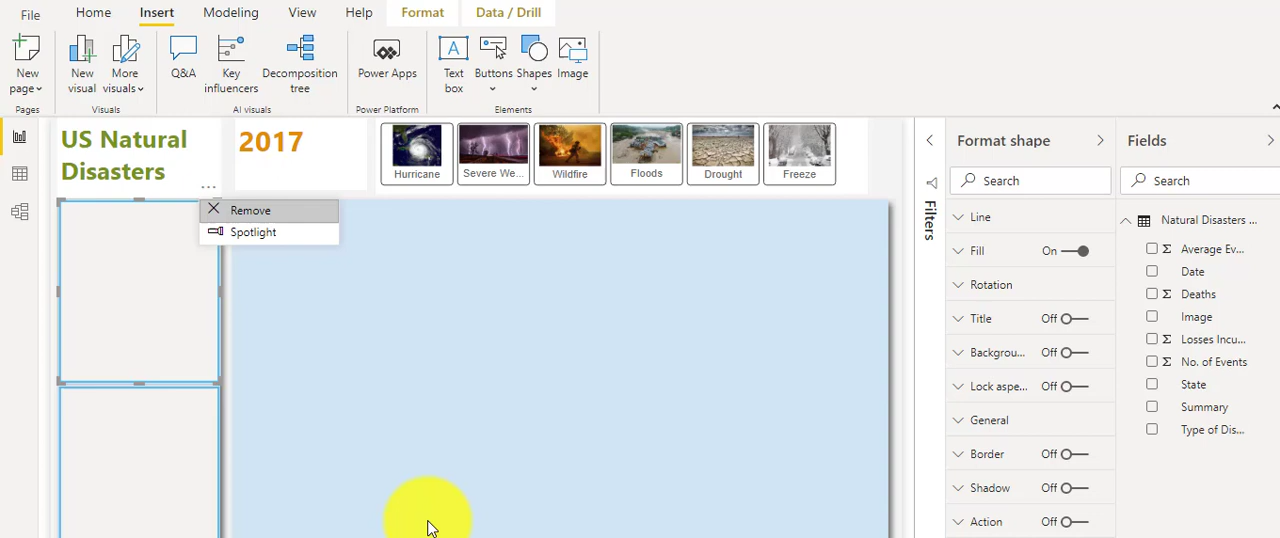 File
Home
Insert
Modeling
View
Help
Format
Data / Drill
New
page
New
visual
More
visuals
Q&A
Key
influencers
Decomposition
tree
Power Apps
Text
box
Buttons
Shapes
Image
Pages
Visuals
AI visuals
Power Platform
Elements
US Natural
Disasters
2017
Hurricane
Severe We...
Wildfire
Floods
Drought
Freeze
...
Remove
Spotlight
Filters
Format shape
Search
Line
Fill On
Rotation
Title Off
Backgrou... Off
Lock aspe... Off
General
Border Off
Shadow Off
Action Off
Fields
Search
Natural Disasters ...
Σ Average Ev...
Date
Σ Deaths
Image
Σ Losses Incu...
Σ No. of Events
State
Summary
Type of Dis...